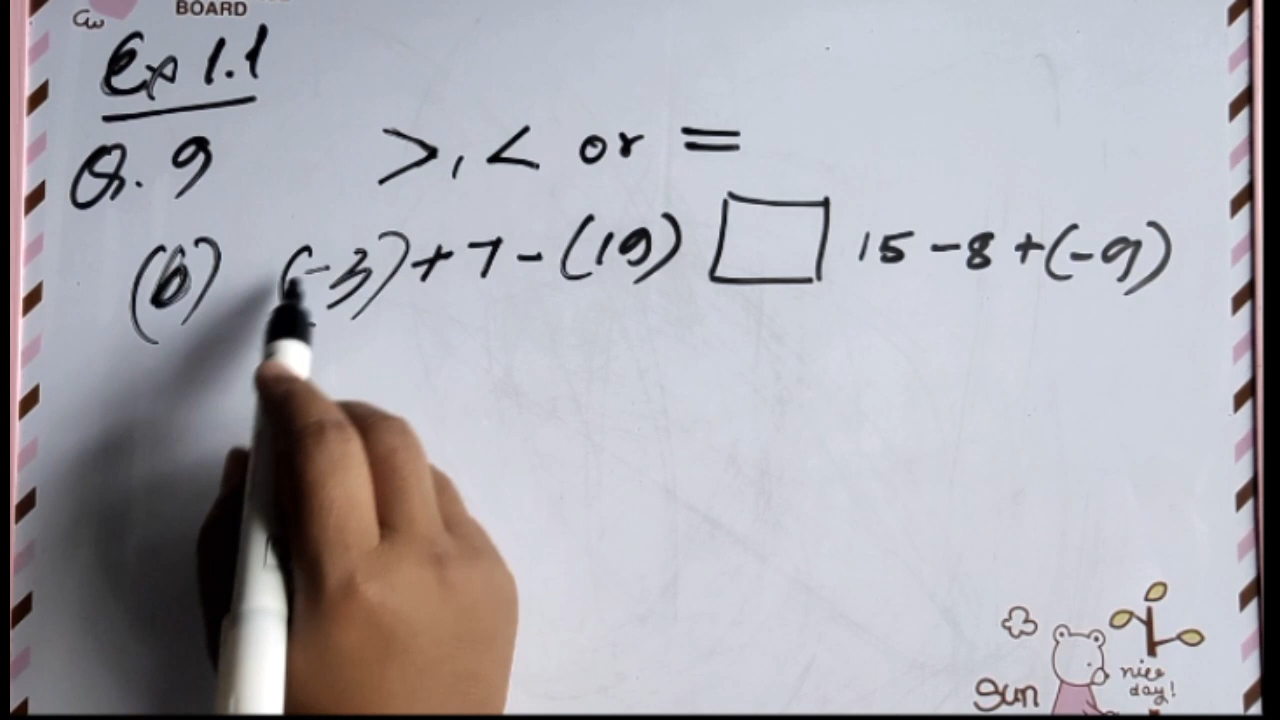 BOARD
Ex 1.1
Q. 9 >, < or =
(b) (-3) + 7 - (19) □ 15 - 8 + (-9)
nice
day!
Sun